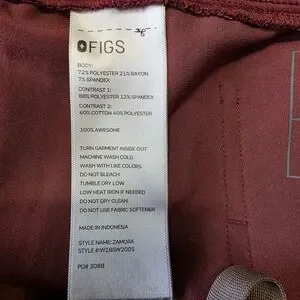 FIGS
BODY:
72% POLYESTER 21% RAYON
7% SPANDEX
CONTRAST 1:
88% POLYESTER 12% SPANDEX
CONTRAST 2:
60% COTTON 40% POLYESTER
100% AWESOME
TURN GARMENT INSIDE OUT
MACHINE WASH COLD
WASH WITH LIKE COLORS
DO NOT BLEACH
TUMBLE DRY LOW
LOW HEAT IRON IF NEEDED
DO NOT DRY CLEAN
DO NOT USE FABRIC SOFTENER
MADE IN INDONESIA
STYLE NAME: ZAMORA
STYLE #:W1BSW2005
PO# 3088